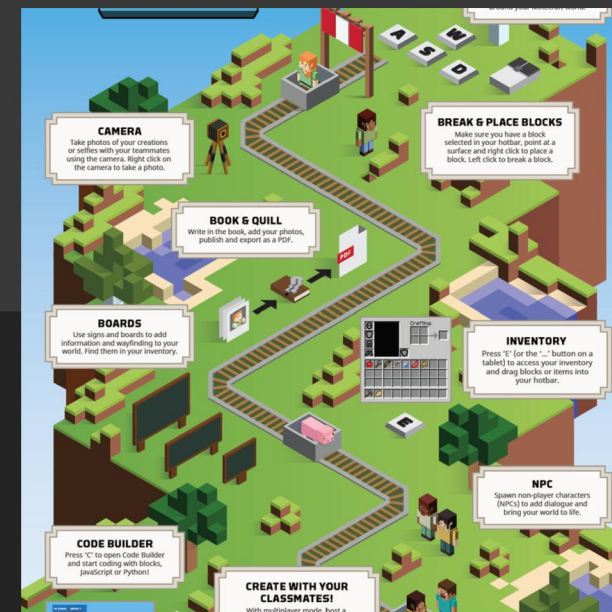 around your Minecraft world.
W
A
S
D
CAMERA
Take photos of your creations
or selfies with your teammates
using the camera. Right click on
the camera to take a photo.
BREAK & PLACE BLOCKS
Make sure you have a block
selected in your hotbar, point at a
surface and right click to place a
block. Left click to break a block.
BOOK & QUILL
Write in the book, add your photos,
publish and export as a PDF.
PDF
BOARDS
Use signs and boards to add
information and wayfinding to your
world. Find them in your inventory.
Crafting
INVENTORY
Press 'E' (or the '...' button on a
tablet) to access your inventory
and drag blocks or items into
your hotbar.
E
NPC
Spawn non-player characters
(NPCs) to add dialogue and
bring your world to life.
CODE BUILDER
Press 'C' to open Code Builder
and start coding with blocks,
JavaScript or Python!
CREATE WITH YOUR
CLASSMATES!
With multiplayer mode, host a